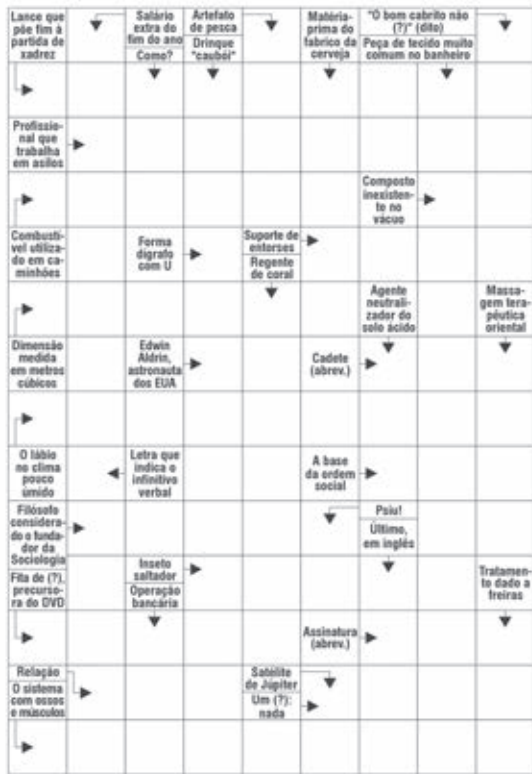 Lance que
põe fim à
partida de
xadrez
Salário
extra do
fim do ano
Como?
Artefato
de pesca
Drinque
"caubói"
Matéria-
prima do
fabrico da
cerveja
"O bom cabrito não
(?)" (dito)
Peça de tecido muito
comum no banheiro
Profissio-
nal que
trabalha
em asilos
Composto
inexisten-
te no
vácuo
Combustí-
vel utiliza-
do em ca-
minhões
Forma
dígrafo
com U
Suporte de
entorses
Regente
de coral
Agente
neutrali-
zador do
solo ácido
Massa-
gem tera-
pêutica
oriental
Dimensão
medida
em metros
cúbicos
Edwin
Aldrin,
astronauta
dos EUA
Cadete
(abrev.)
O lábio
no clima
pouco
úmido
Letra que
indica o
infinitivo
verbal
A base
da ordem
social
Filósofo
considera-
do o funda-
dor da
Sociologia
Psiu!
Último,
em inglês
Fita de (?),
precurso-
ra do DVD
Inseto
saltador
Operação
bancária
Tratamen-
to dado a
freiras
Assinatura
(abrev.)
Relação
O sistema
com ossos
e músculos
Satélite
de Júpiter
Um (?):
nada